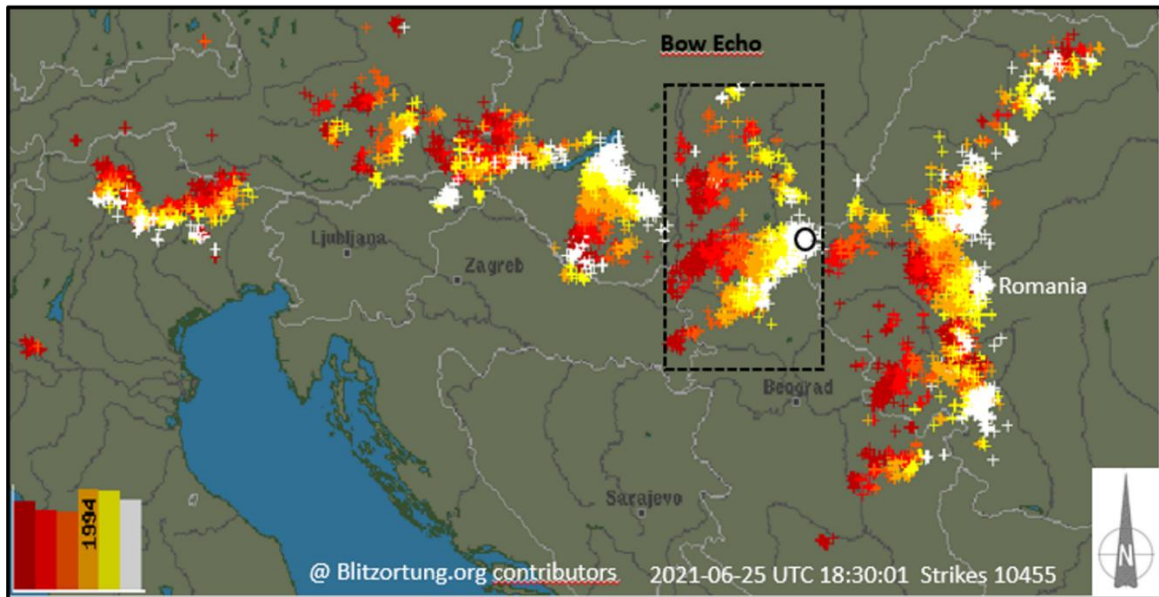 Bow Echo
Ljubljana
Zagreb
Romania
Beograd
Sarajevo
1994
N
@ Blitzortung.org contributors 2021-06-25 UTC 18:30:01 Strikes 10455